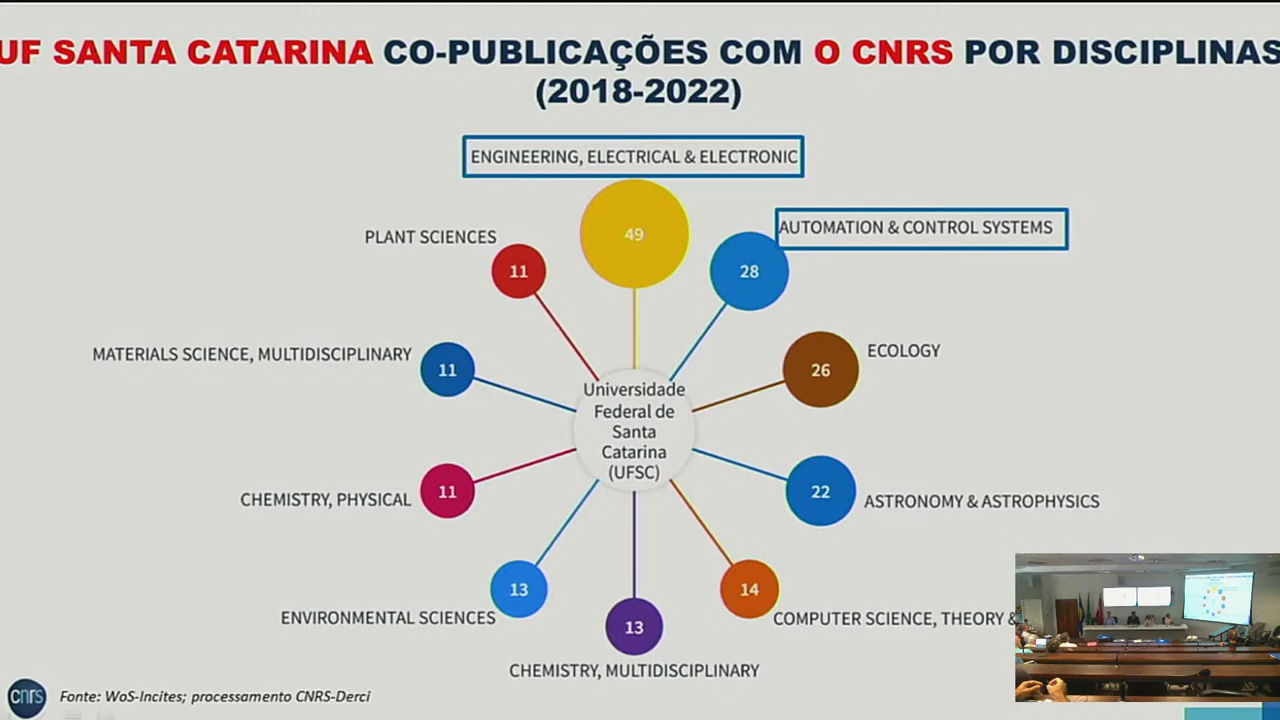 UF SANTA CATARINA CO-PUBLICAÇÕES COM O CNRS POR DISCIPLINAS
(2018-2022)
ENGINEERING, ELECTRICAL & ELECTRONIC
49
AUTOMATION & CONTROL SYSTEMS
28
PLANT SCIENCES
11
ECOLOGY
26
MATERIALS SCIENCE, MULTIDISCIPLINARY
11
Universidade
Federal de
Santa
Catarina
(UFSC)
CHEMISTRY, PHYSICAL
11
22
ASTRONOMY & ASTROPHYSICS
ENVIRONMENTAL SCIENCES
13
14
COMPUTER SCIENCE, THEORY &
13
CHEMISTRY, MULTIDISCIPLINARY
cnrs
Fonte: WoS-Incites; processamento CNRS-Derci